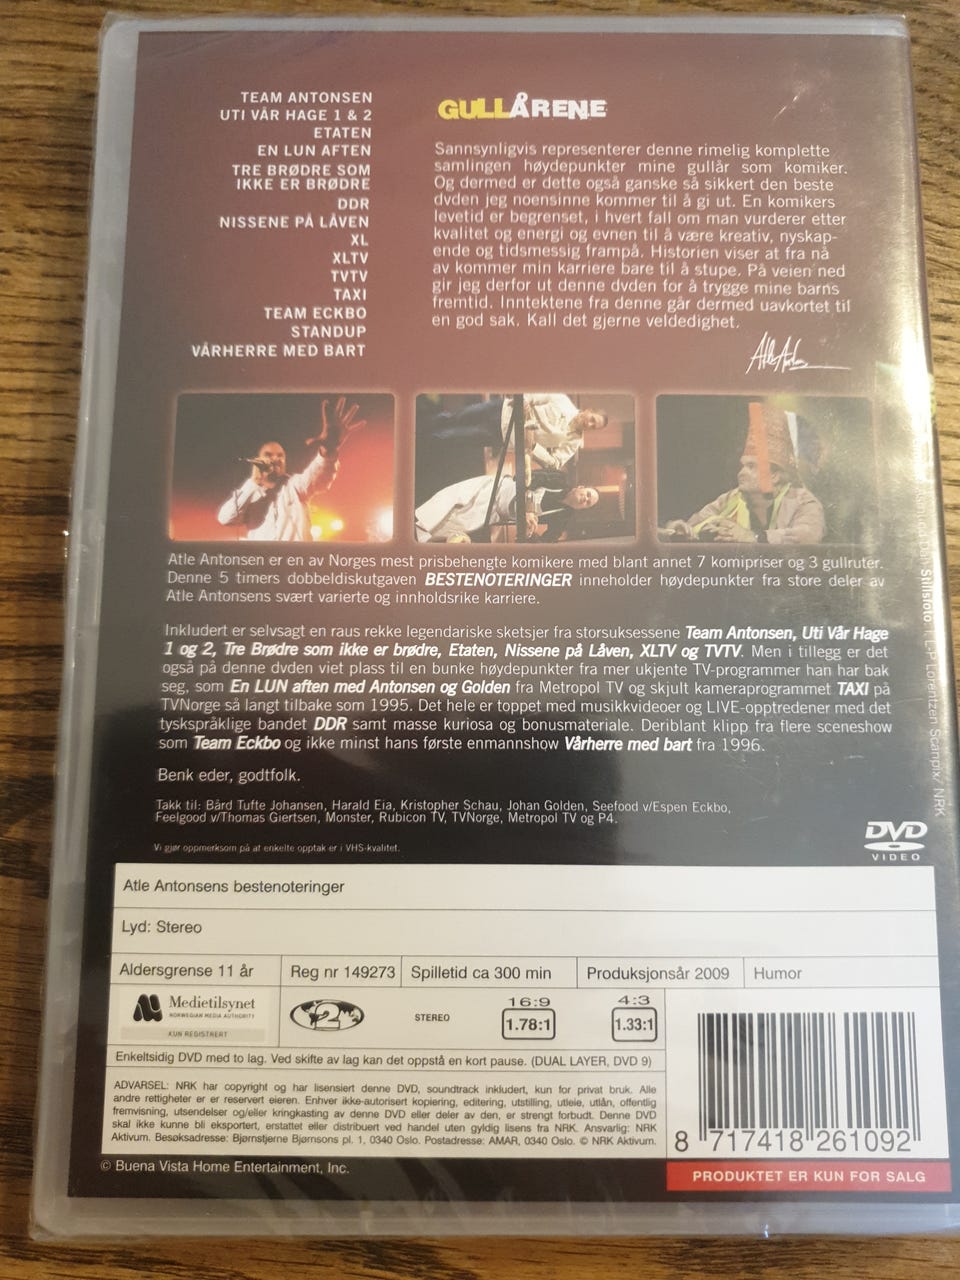 TEAM ANTONSEN
UTI VÅR HAGE 1 & 2
ETATEN
EN LUN AFTEN
TRE BRØDRE SOM
IKKE ER BRØDRE
DDR
NISSENE PÅ LÅVEN
XL
XLTV
TVTV
TAXI
TEAM ECKBO
STANDUP
VÅRHERRE MED BART
GULLÅRENE
Sannsynligvis representerer denne rimelig komplette
samlingen høydepunkter mine gullår som komiker.
Og dermed er dette også ganske så sikkert den beste
dvden jeg noensinne kommer til å gi ut. En komikers
levetid er begrenset, i hvert fall om man vurderer etter
kvalitet og energi og evnen til å være kreativ, nyskap-
ende og tidsmessig frampå. Historien viser at fra nå
av kommer min karriere bare til å stupe. På veien ned
gir jeg derfor ut denne dvden for å trygge mine barns
fremtid. Inntektene fra denne går dermed uavkortet til
en god sak. Kall det gjerne veldedighet.
Atle Antonsen er en av Norges mest prisbehengte komikere med blant annet 7 komipriser og 3 gullruter.
Denne 5 timers dobbeldiskutgaven BESTENOTERINGER inneholder høydepunkter fra store deler av
Atle Antonsens svært varierte og innholdsrike karriere.
Inkludert er selvsagt en raus rekke legendariske sketsjer fra storsuksessene Team Antonsen, Uti Vår Hage
1 og 2, Tre Brødre som ikke er brødre, Etaten, Nissene på Låven, XLTV og TVTV. Men i tillegg er det
også på denne dvden viet plass til en bunke høydepunkter fra mer ukjente TV-programmer han har bak
seg, som En LUN aften med Antonsen og Golden fra Metropol TV og skjult kameraprogrammet TAXI på
TVNorge så langt tilbake som 1995. Det hele er toppet med musikkvideoer og LIVE-opptredener med det
tyskspråklige bandet DDR samt masse kuriosa og bonusmateriale. Deriblant klipp fra flere sceneshow
som Team Eckbo og ikke minst hans første enmannshow Vårherre med bart fra 1996.
Benk eder, godtfolk.
Takk til: Bård Tufte Johansen, Harald Eia, Kristopher Schau, Johan Golden, Seefood v/Espen Eckbo,
Feelgood v/Thomas Giertsen, Monster, Rubicon TV, TVNorge, Metropol TV og P4.
Vi gjør oppmerksom på at enkelte opptak er i VHS-kvalitet.
Stillsfoto
Lorentzen Scanpix/ NRK
DVD
VIDEO
Atle Antonsens bestenoteringer
Lyd: Stereo
Aldersgrense 11 år
Reg nr 149273
Spilletid ca 300 min
Produksjonsår 2009
Humor
Medietilsynet
NORWEGIAN MEDIA AUTHORITY
KUN REGISTRERT
2
STEREO
16:9
1.78:1
4:3
1.33:1
Enkeltsidig DVD med to lag. Ved skifte av lag kan det oppstå en kort pause. (DUAL LAYER, DVD 9)
ADVARSEL: NRK har copyright og har lisensiert denne DVD, soundtrack inkludert, kun for privat bruk. Alle
andre rettigheter er er reservert eieren. Enhver ikke-autorisert kopiering, editering, utstilling, utleie, utlån, offentlig
fremvisning, utsendelser og/eller kringkasting av denne DVD eller deler av den, er strengt forbudt. Denne DVD
skal ikke kunne bli eksportert, erstattet eller distribuert ved handel uten gyldig lisens fra NRK. Ansvarlig: NRK
Aktivum. Besøksadresse: Bjørnstjerne Bjørnsons pl. 1, 0340 Oslo. Postadresse: AMAR, 0340 Oslo. © NRK Aktivum.
8 717418 261092
© Buena Vista Home Entertainment, Inc.
PRODUKTET ER KUN FOR SALG